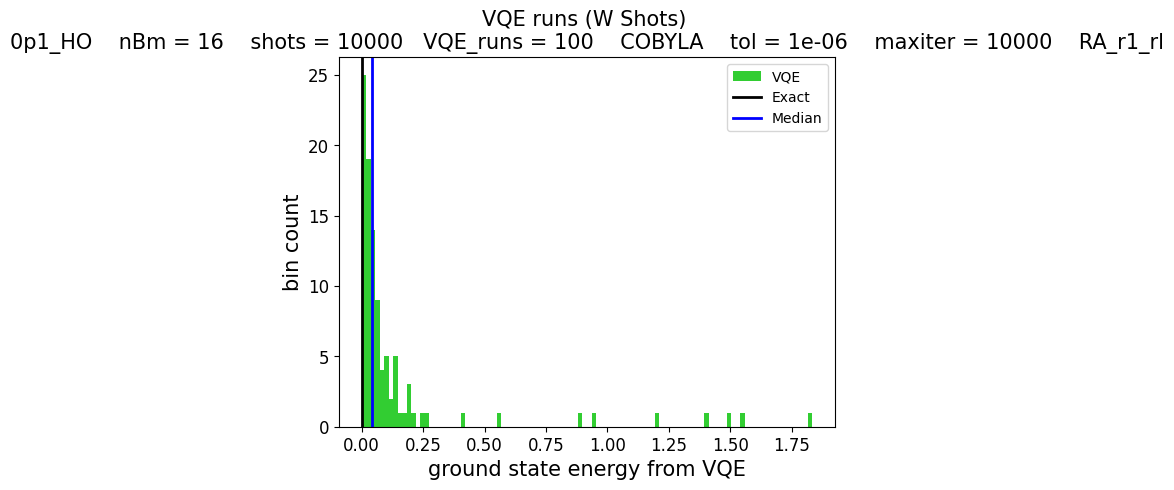 VQE runs (W Shots)
0p1_HO nBm = 16 shots = 10000 VQE_runs = 100 COBYLA tol = 1e-06 maxiter = 10000
VQE
Exact
Median
25
20
15
10
5
0
bin count
0.00 0.25 0.50 0.75 1.00 1.25 1.50 1.75
ground state energy from VQE